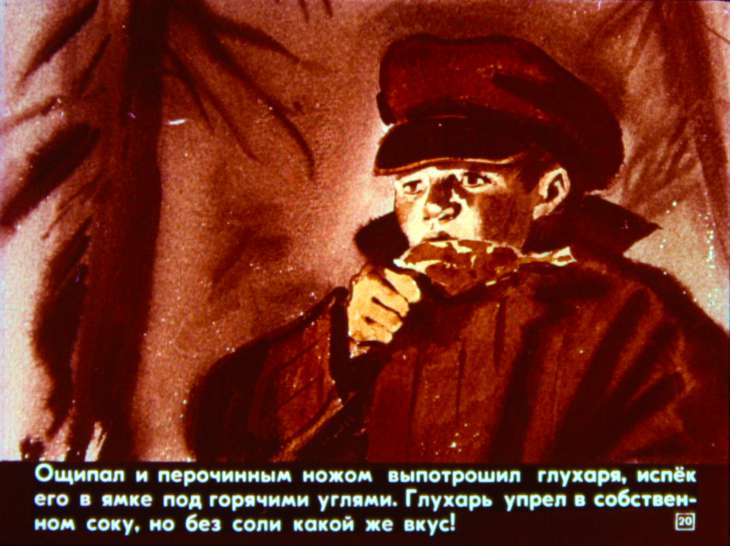 Ощипал и перочинным ножом выпотрошил глухаря, испёк
его в ямке под горячими углями. Глухарь упрел в собствен-
ном соку, но без соли какой же вкус!
20